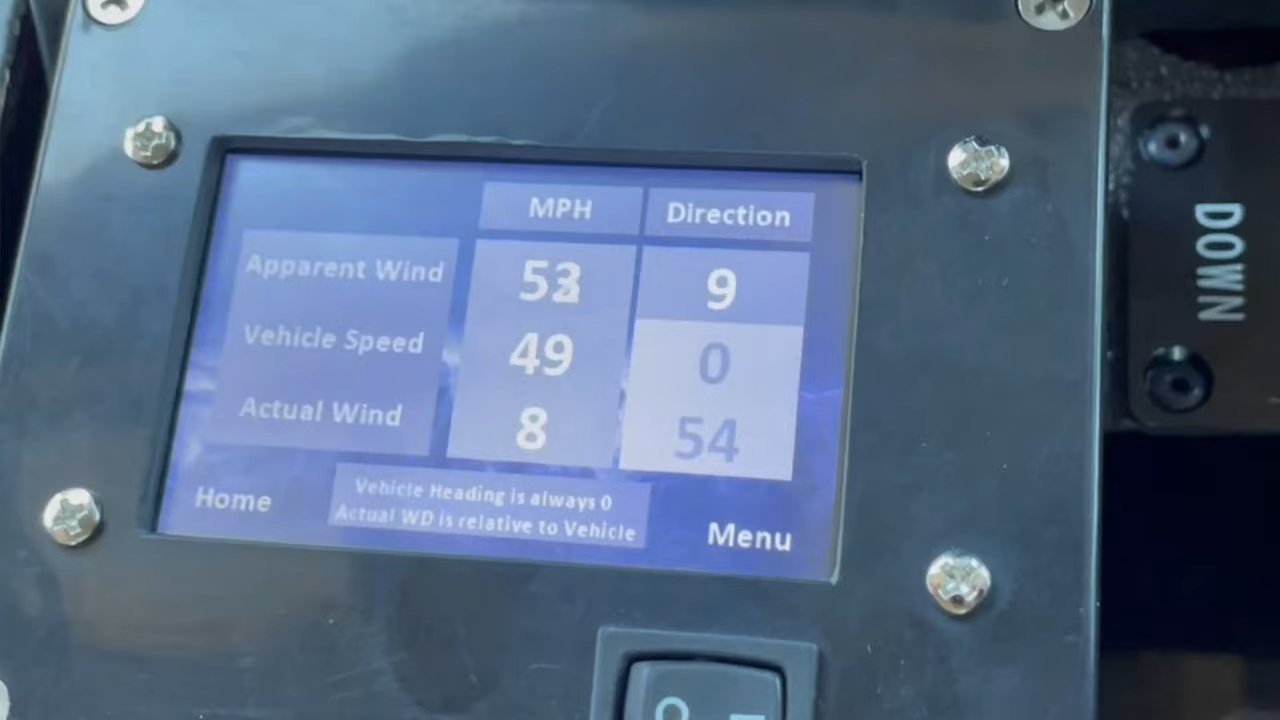 MPH Direction
Apparent Wind 9
Vehicle Speed 49 0
Actual Wind 8 54
Vehicle Heading is always 0
Actual WD is relative to Vehicle
Home
Menu
DOWN